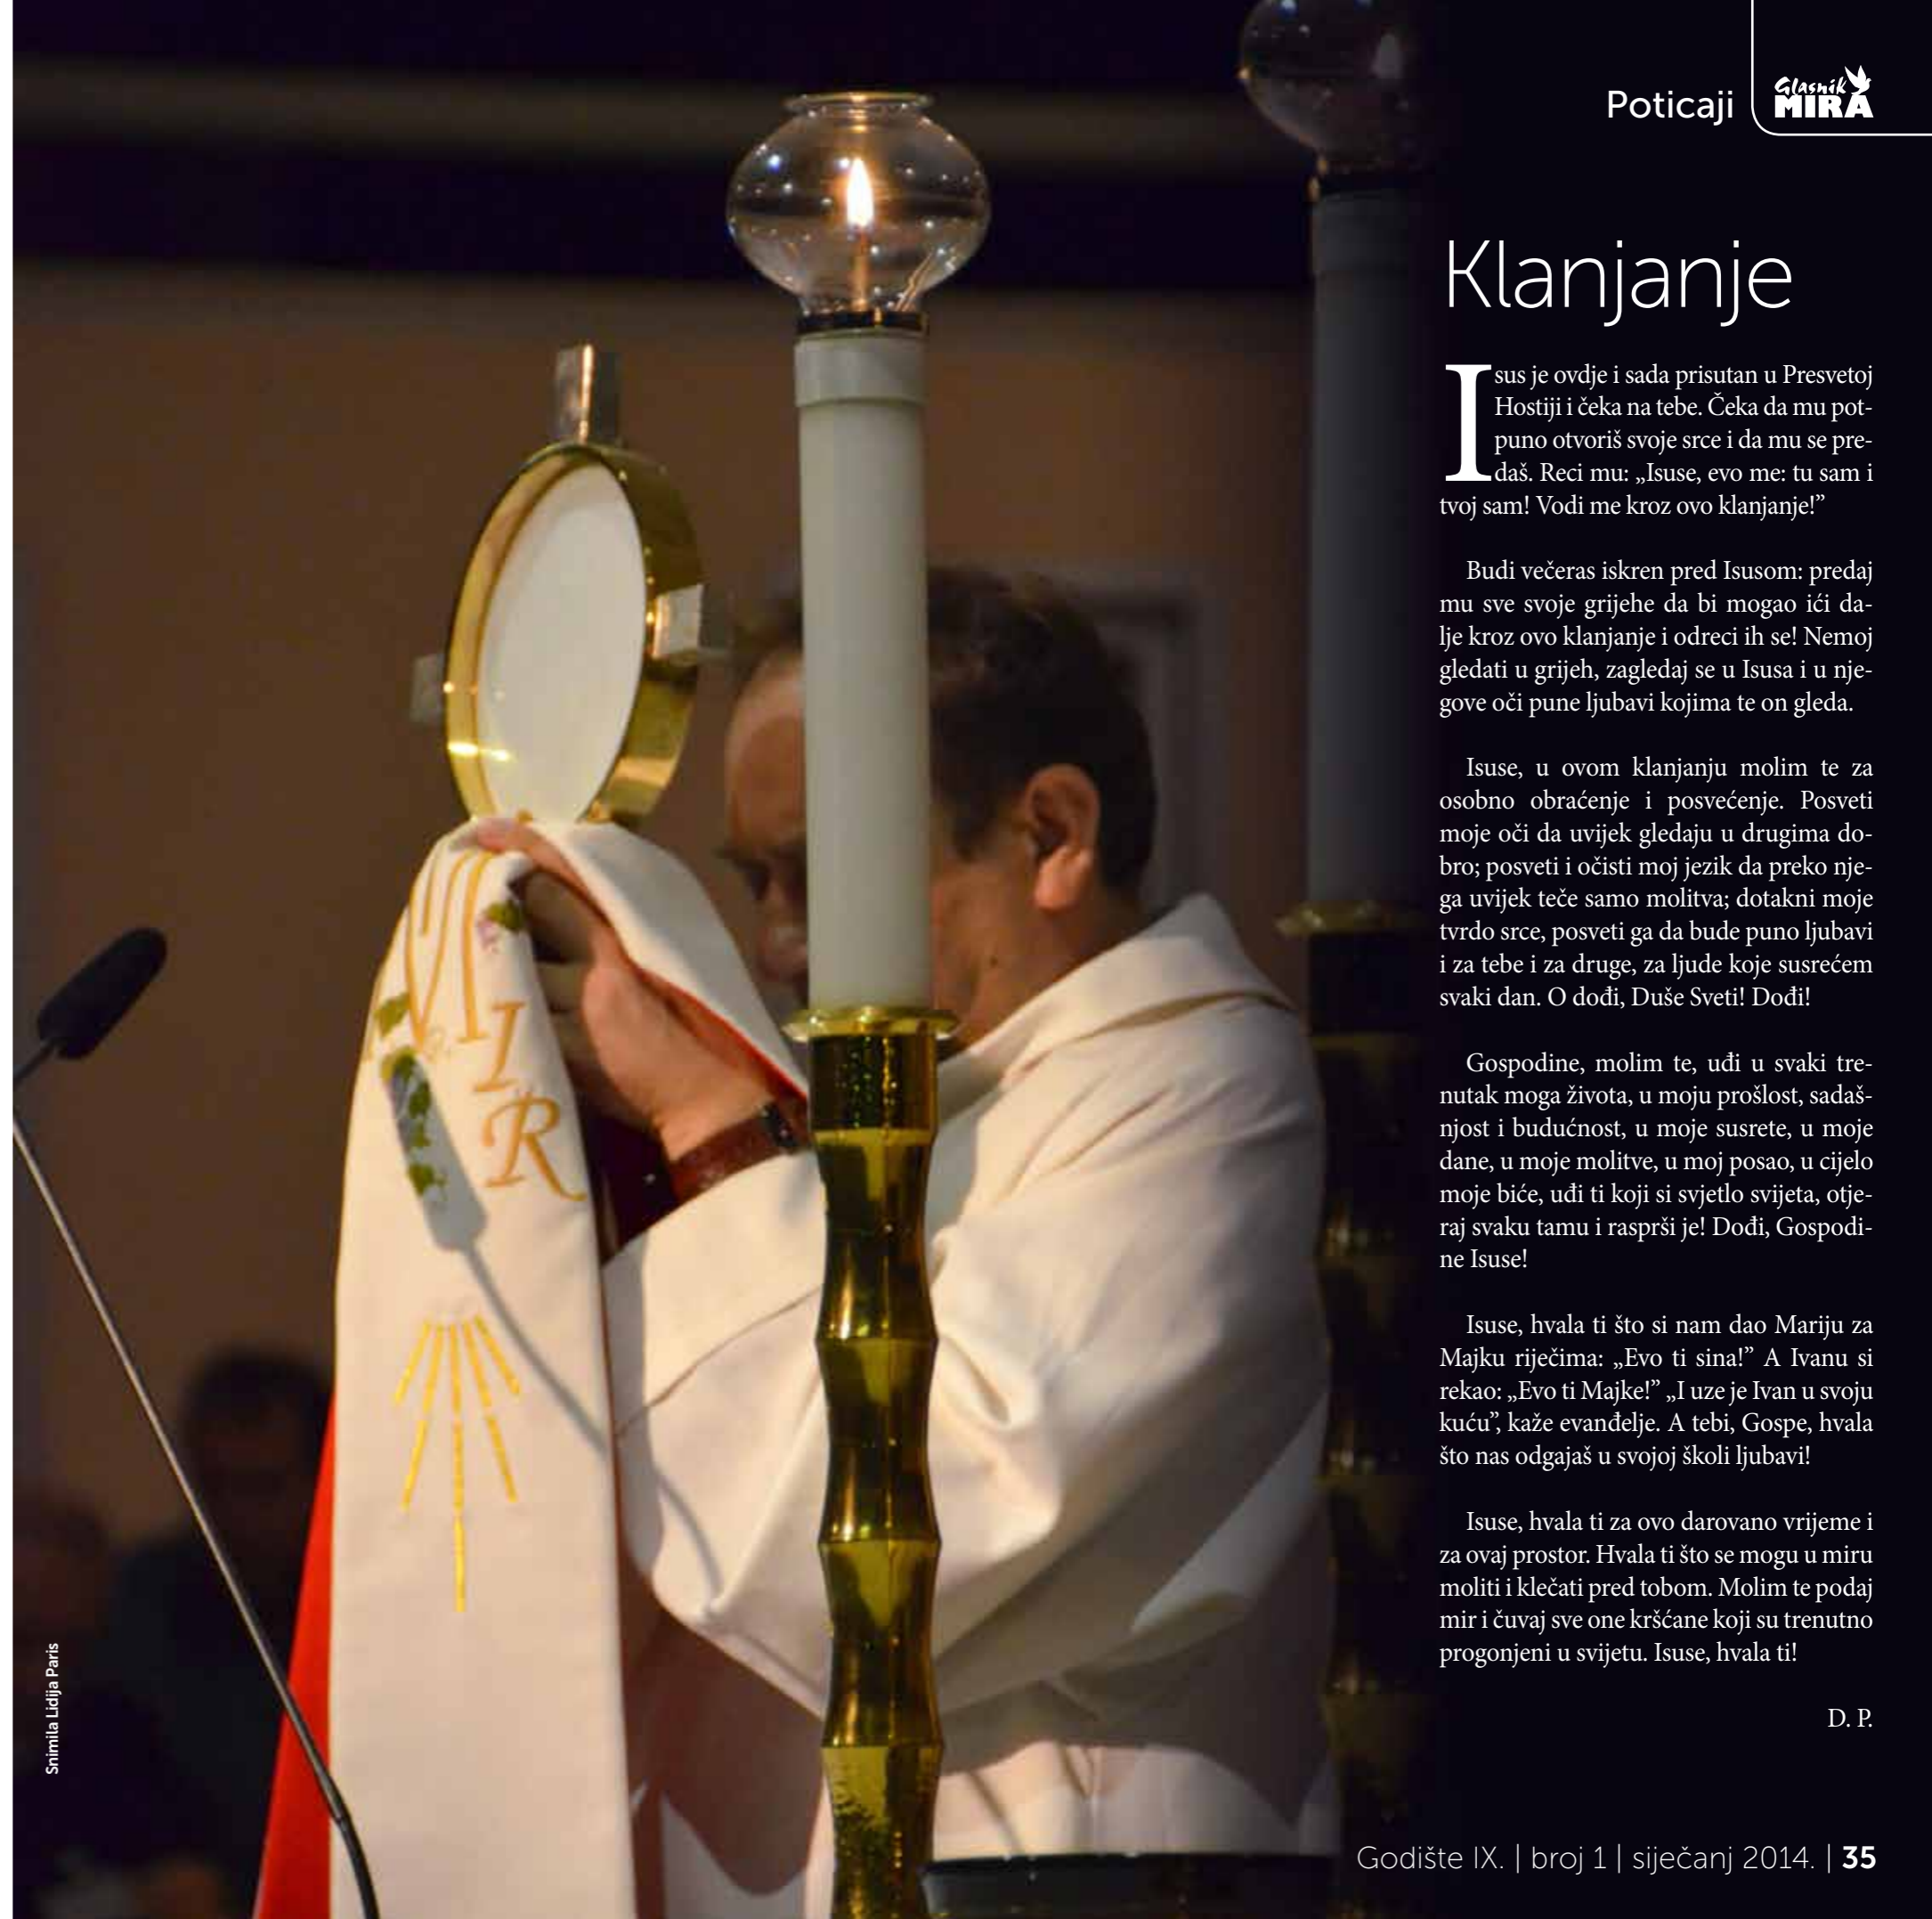 Poticaji
Glasnik
MIRA
Klanjanje
Isus je ovdje i sada prisutan u Presvetoj
Hostiji i čeka na tebe. Čeka da mu pot-
puno otvoriš svoje srce i da mu se pre-
daš. Reci mu: „Isuse, evo me: tu sam i
tvoj sam! Vodi me kroz ovo klanjanje!”
Budi večeras iskren pred Isusom: predaj
mu sve svoje grijehe da bi mogao ići da-
lje kroz ovo klanjanje i odreci ih se! Nemoj
gledati u grijeh, zagledaj se u Isusa i u nje-
gove oči pune ljubavi kojima te on gleda.
Isuse, u ovom klanjanju molim te za
osobno obraćenje i posvećenje. Posveti
moje oči da uvijek gledaju u drugima do-
bro; posveti i očisti moj jezik da preko nje-
ga uvijek teče samo molitva; dotakni moje
tvrdo srce, posveti ga da bude puno ljubavi
i za tebe i za druge, za ljude koje susrećem
svaki dan. O dođi, Duše Sveti! Dođi!
Gospodine, molim te, uđi u svaki tre-
nutak moga života, u moju prošlost, sadaš-
njost i budućnost, u moje susrete, u moje
dane, u moje molitve, u moj posao, u cijelo
moje biće, uđi ti koji si svjetlo svijeta, otje-
raj svaku tamu i rasprši je! Dođi, Gospodi-
ne Isuse!
Isuse, hvala ti što si nam dao Mariju za
Majku riječima: „Evo ti sina!” A Ivanu si
rekao: „Evo ti Majke!” „I uze je Ivan u svoju
kuću”, kaže evanđelje. A tebi, Gospe, hvala
što nas odgajaš u svojoj školi ljubavi!
Isuse, hvala ti za ovo darovano vrijeme i
za ovaj prostor. Hvala ti što se mogu u miru
moliti i klečati pred tobom. Molim te podaj
mir i čuvaj sve one kršćane koji su trenutno
progonjeni u svijetu. Isuse, hvala ti!
D. P.
MIR
Snimila Lidija Paris
Godište IX. | broj 1 | siječanj 2014. | 35